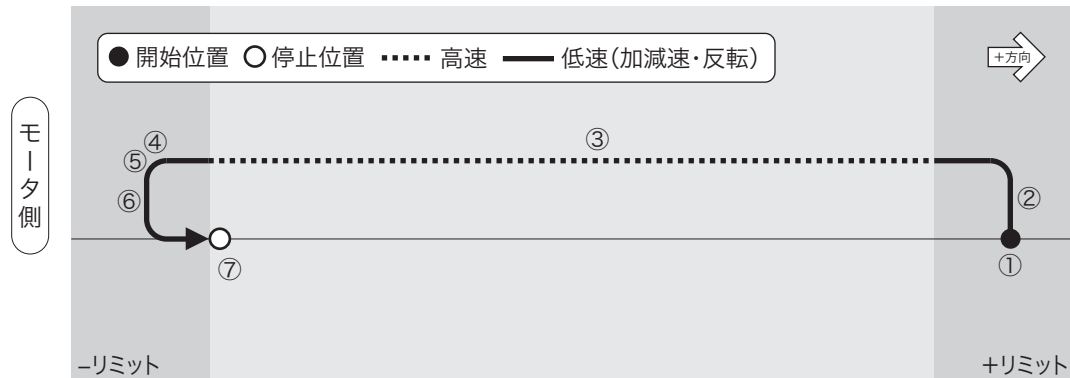 ●開始位置 ○停止位置 高速 低速(加減速・反転)
+方向
モータ側
④
③
⑤
⑥
②
⑦
①
−リミット
+リミット